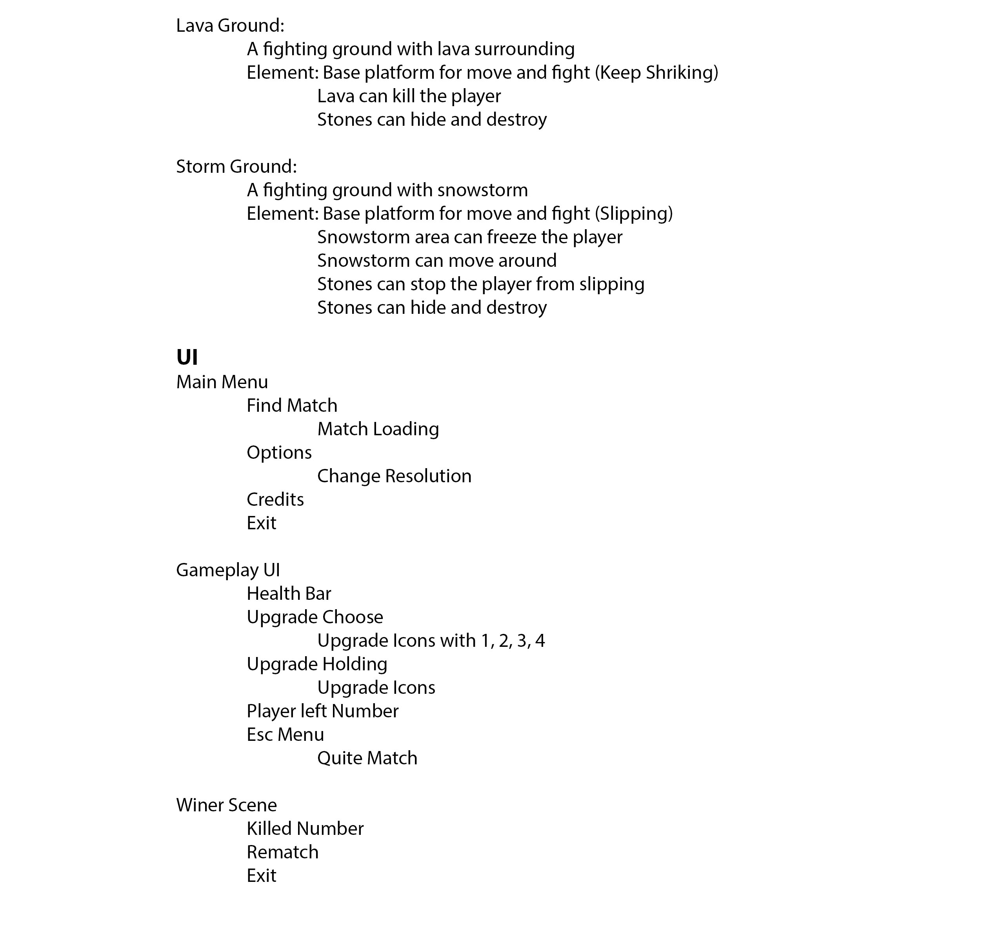 Lava Ground:
A fighting ground with lava surrounding
Element: Base platform for move and fight (Keep Shriking)
Lava can kill the player
Stones can hide and destroy
Storm Ground:
A fighting ground with snowstorm
Element: Base platform for move and fight (Slipping)
Snowstorm area can freeze the player
Snowstorm can move around
Stones can stop the player from slipping
Stones can hide and destroy
UI
Main Menu
Find Match
Match Loading
Options
Change Resolution
Credits
Exit
Gameplay UI
Health Bar
Upgrade Choose
Upgrade Icons with 1, 2, 3, 4
Upgrade Holding
Upgrade Icons
Player left Number
Esc Menu
Quite Match
Winer Scene
Killed Number
Rematch
Exit